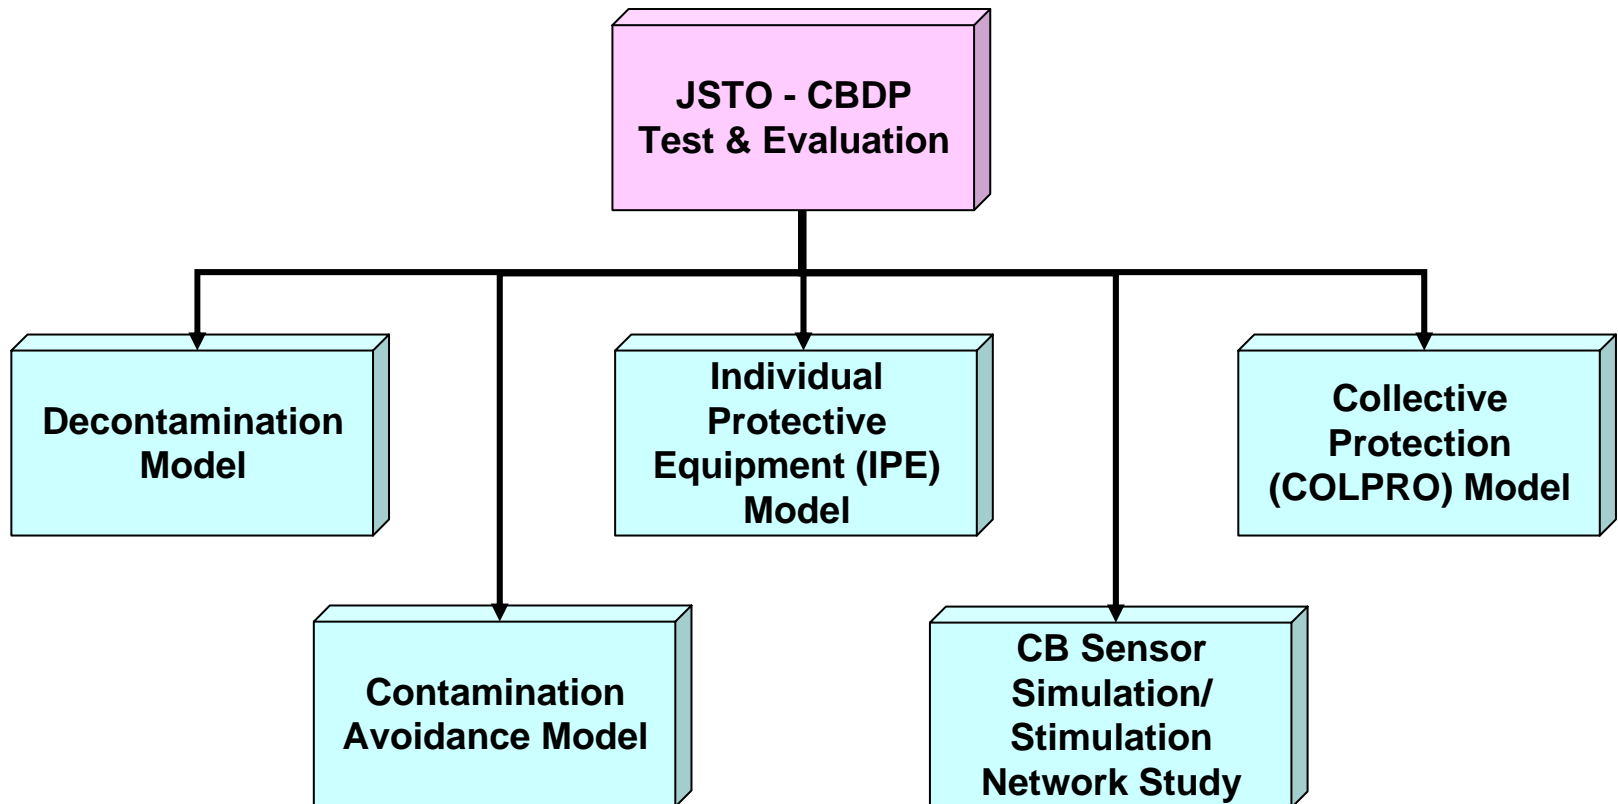 JSTO - CBDP
Test & Evaluation
Decontamination
Model
Individual
Protective
Equipment (IPE)
Model
Collective
Protection
(COLPRO) Model
Contamination
Avoidance Model
CB Sensor
Simulation/
Stimulation
Network Study